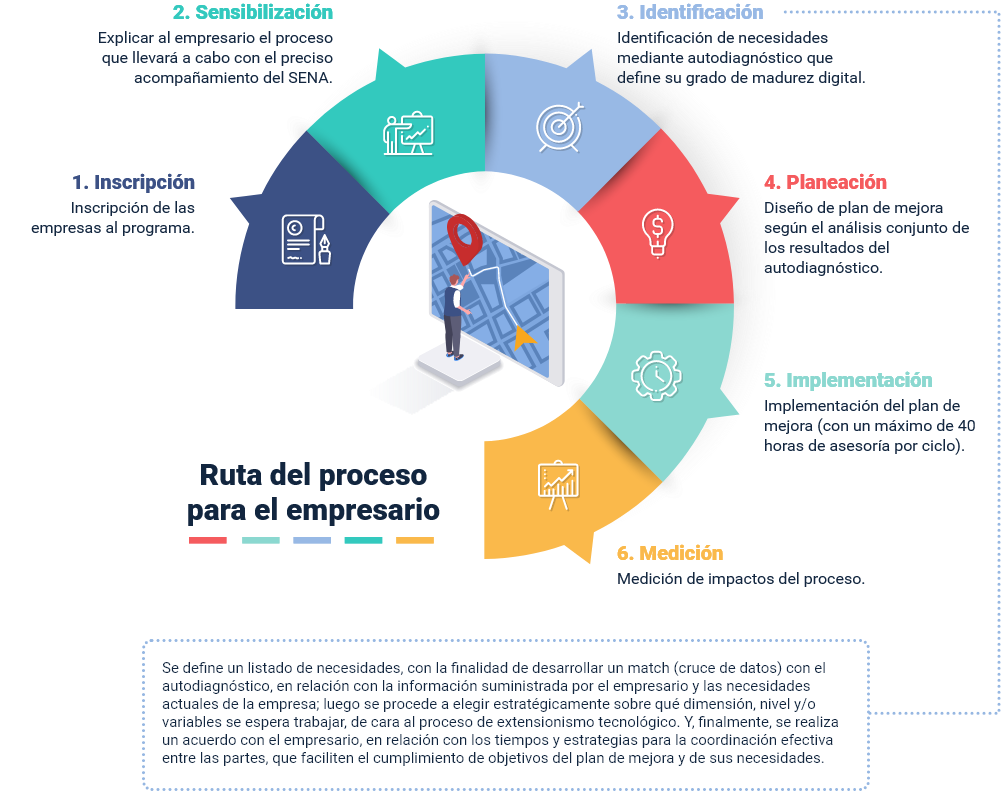 1. Inscripción
Inscripción de las
empresas al programa.
2. Sensibilización
Explicar al empresario el proceso
que llevará a cabo con el preciso
acompañamiento del SENA.
3. Identificación
Identificación de necesidades
mediante autodiagnóstico que
define su grado de madurez digital.
4. Planeación
Diseño de plan de mejora
según el análisis conjunto de
los resultados del
autodiagnóstico.
5. Implementación
Implementación del plan de
mejora (con un máximo de 40
horas de asesoría por ciclo).
6. Medición
Medición de impactos del proceso.
Ruta del proceso
para el empresario
Se define un listado de necesidades, con la finalidad de desarrollar un match (cruce de datos) con el
autodiagnóstico, en relación con la información suministrada por el empresario y las necesidades
actuales de la empresa; luego se procede a elegir estratégicamente sobre qué dimensión, nivel y/o
variables se espera trabajar, de cara al proceso de extensionismo tecnológico. Y, finalmente, se realiza
un acuerdo con el empresario, en relación con los tiempos y estrategias para la coordinación efectiva
entre las partes, que faciliten el cumplimiento de objetivos del plan de mejora y de sus necesidades.